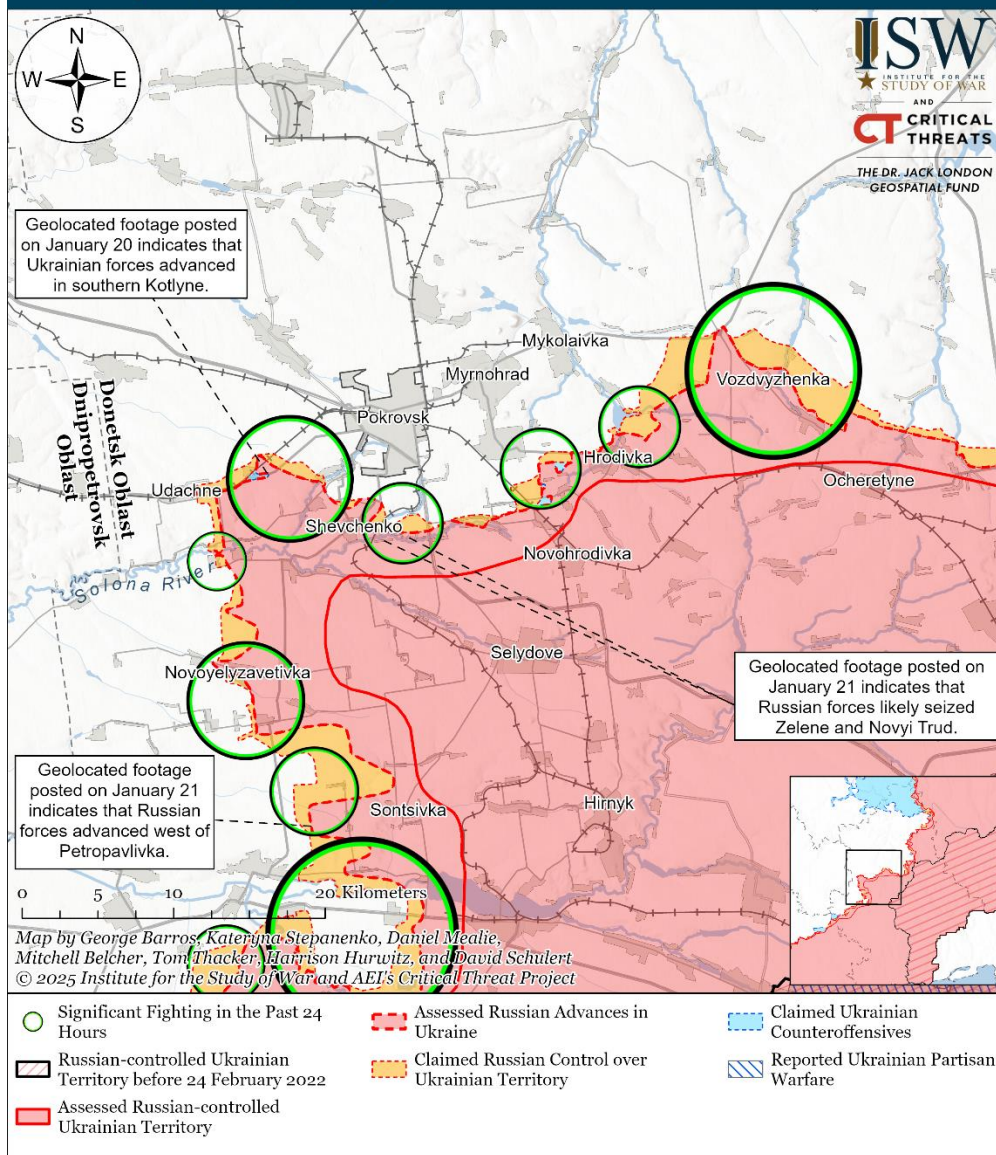 N
W E
S
ISW
INSTITUTE FOR THE
STUDY OF WAR
AND
CT CRITICAL
THREATS
THE DR. JACK LONDON
GEOSPATIAL FUND
Geolocated footage posted
on January 20 indicates that
Ukrainian forces advanced
in southern Kotlyne.
Mykolaivka
Myrnohrad
Vozdvyzhenka
Pokrovsk
Donetsk Oblast
Dnipropetrovsk
Oblast
Hrodivka
Udachne
Ocheretyne
Shevchenko
Novohrodivka
Solona River
Selydove
Novoyelyzavetivka
Geolocated footage posted on
January 21 indicates that
Russian forces likely seized
Zelene and Novyi Trud.
Geolocated footage
posted on January 21
indicates that Russian
forces advanced west of
Petropavlivka.
Sontsivka
Hirnyk
0 5 10 20 Kilometers
Map by George Barros, Kateryna Stepanenko, Daniel Mealie,
Mitchell Belcher, Tom Thacker, Harrison Hurwitz, and David Schulert
© 2025 Institute for the Study of War and AEI's Critical Threat Project
Significant Fighting in the Past 24
Hours
Russian-controlled Ukrainian
Territory before 24 February 2022
Assessed Russian-controlled
Ukrainian Territory
Assessed Russian Advances in
Ukraine
Claimed Russian Control over
Ukrainian Territory
Claimed Ukrainian
Counteroffensives
Reported Ukrainian Partisan
Warfare